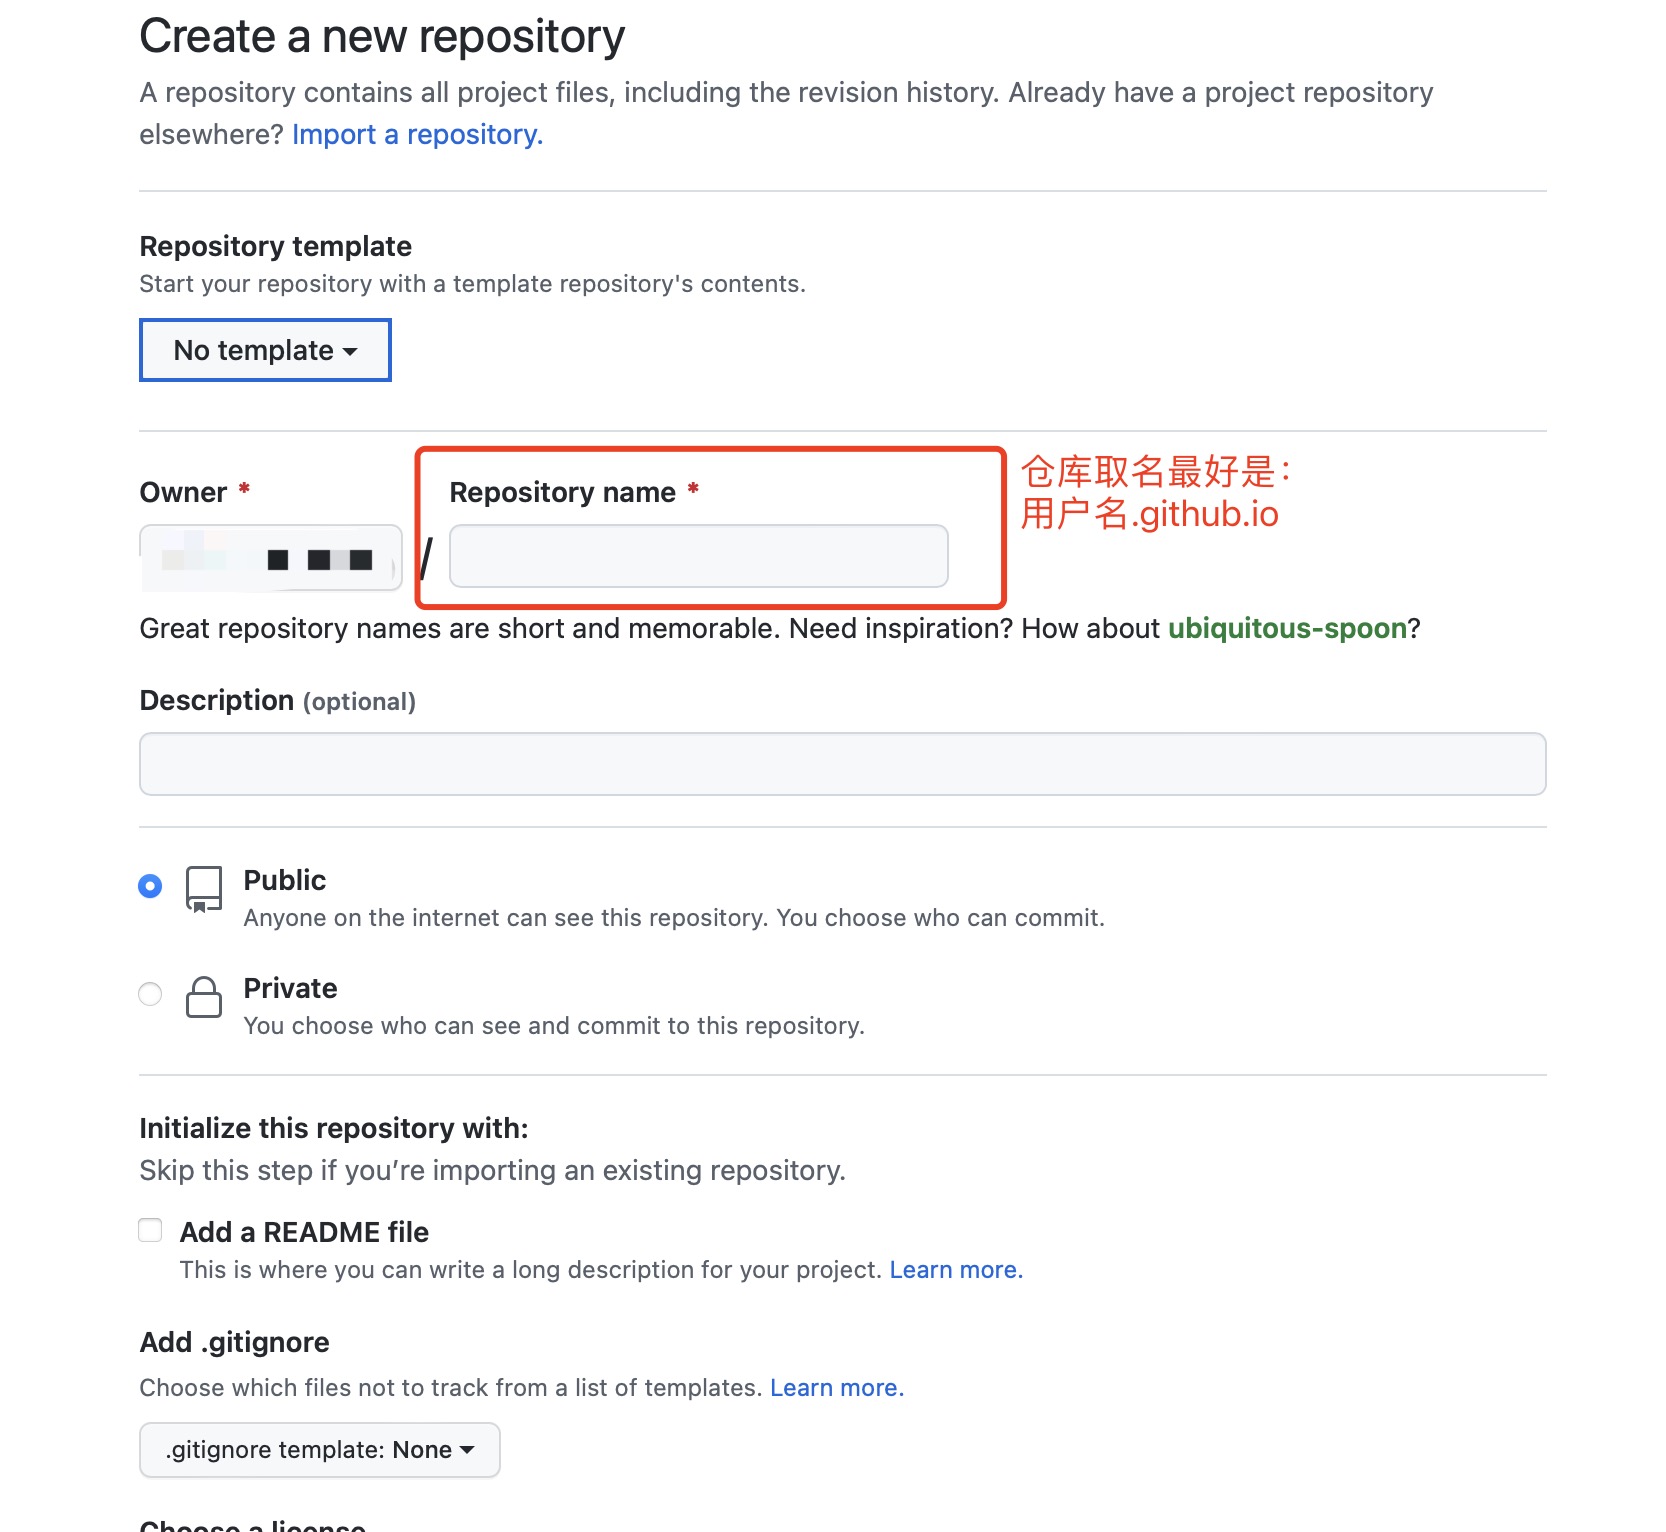 Create a new repository
A repository contains all project files, including the revision history. Already have a project repository
elsewhere? Import a repository.
Repository template
Start your repository with a template repository's contents.
No template
Owner *
Repository name *
仓库取名最好是：
用户名.github.io
/
Great repository names are short and memorable. Need inspiration? How about ubiquitous-spoon?
Description (optional)
Public
Anyone on the internet can see this repository. You choose who can commit.
Private
You choose who can see and commit to this repository.
Initialize this repository with:
Skip this step if you’re importing an existing repository.
Add a README file
This is where you can write a long description for your project. Learn more.
Add .gitignore
Choose which files not to track from a list of templates. Learn more.
.gitignore template: None
Choose a license